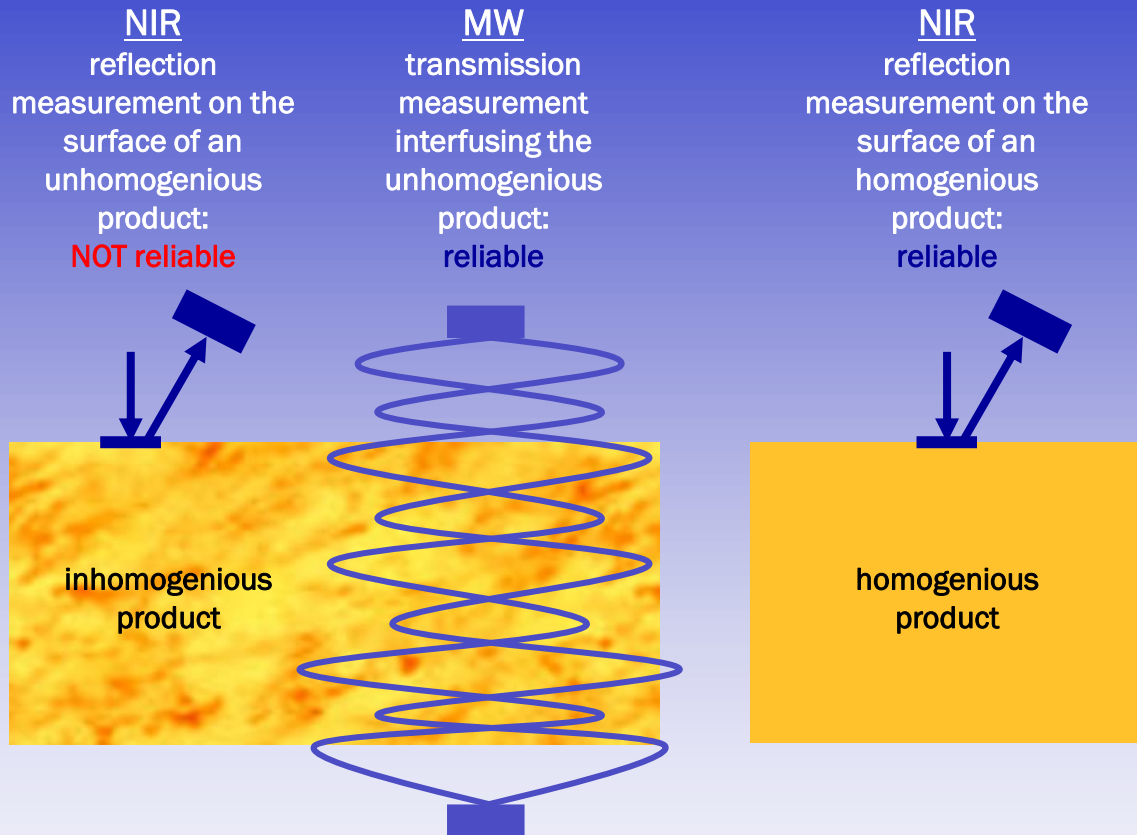 NIR
reflection
measurement on the
surface of an
unhomogenious
product:
NOT reliable
MW
transmission
measurement
interfusing the
unhomogenious
product:
reliable
NIR
reflection
measurement on the
surface of an
homogenious
product:
reliable
inhomogenious
product
homogenious
product